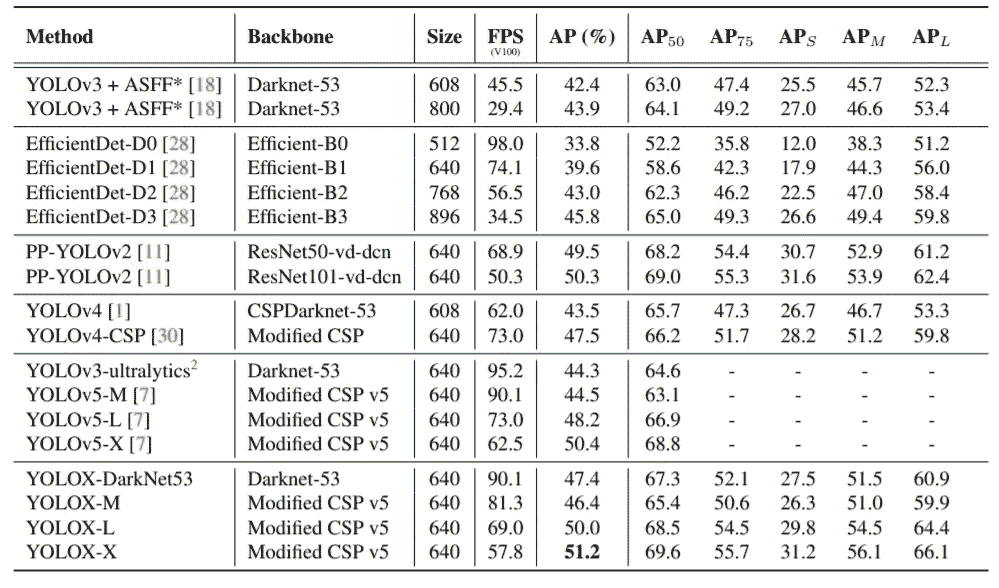 Method Backbone Size FPS (V100) AP (%) AP50 AP75 APS APM APL
YOLOv3 + ASFF* [18] Darknet-53 608 45.5 42.4 63.0 47.4 25.5 45.7 52.3
YOLOv3 + ASFF* [18] Darknet-53 800 29.4 43.9 64.1 49.2 27.0 46.6 53.4
EfficientDet-D0 [28] Efficient-B0 512 98.0 33.8 52.2 35.8 12.0 38.3 51.2
EfficientDet-D1 [28] Efficient-B1 640 74.1 39.6 58.6 42.3 17.9 44.3 56.0
EfficientDet-D2 [28] Efficient-B2 768 56.5 43.0 62.3 46.2 22.5 47.0 58.4
EfficientDet-D3 [28] Efficient-B3 896 34.5 45.8 65.0 49.3 26.6 49.4 59.8
PP-YOLOv2 [11] ResNet50-vd-dcn 640 68.9 49.5 68.2 54.4 30.7 52.9 61.2
PP-YOLOv2 [11] ResNet101-vd-dcn 640 50.3 50.3 69.0 55.3 31.6 53.9 62.4
YOLOv4 [1] CSPDarknet-53 608 62.0 43.5 65.7 47.3 26.7 46.7 53.3
YOLOv4-CSP [30] Modified CSP 640 73.0 47.5 66.2 51.7 28.2 51.2 59.8
YOLOv3-ultralytics2 Darknet-53 640 95.2 44.3 64.6 - - - -
YOLOv5-M [7] Modified CSP v5 640 90.1 44.5 63.1 - - - -
YOLOv5-L [7] Modified CSP v5 640 73.0 48.2 66.9 - - - -
YOLOv5-X [7] Modified CSP v5 640 62.5 50.4 68.8 - - - -
YOLOX-DarkNet53 Darknet-53 640 90.1 47.4 67.3 52.1 27.5 51.5 60.9
YOLOX-M Modified CSP v5 640 81.3 46.4 65.4 50.6 26.3 51.0 59.9
YOLOX-L Modified CSP v5 640 69.0 50.0 68.5 54.5 29.8 54.5 64.4
YOLOX-X Modified CSP v5 640 57.8 51.2 69.6 55.7 31.2 56.1 66.1